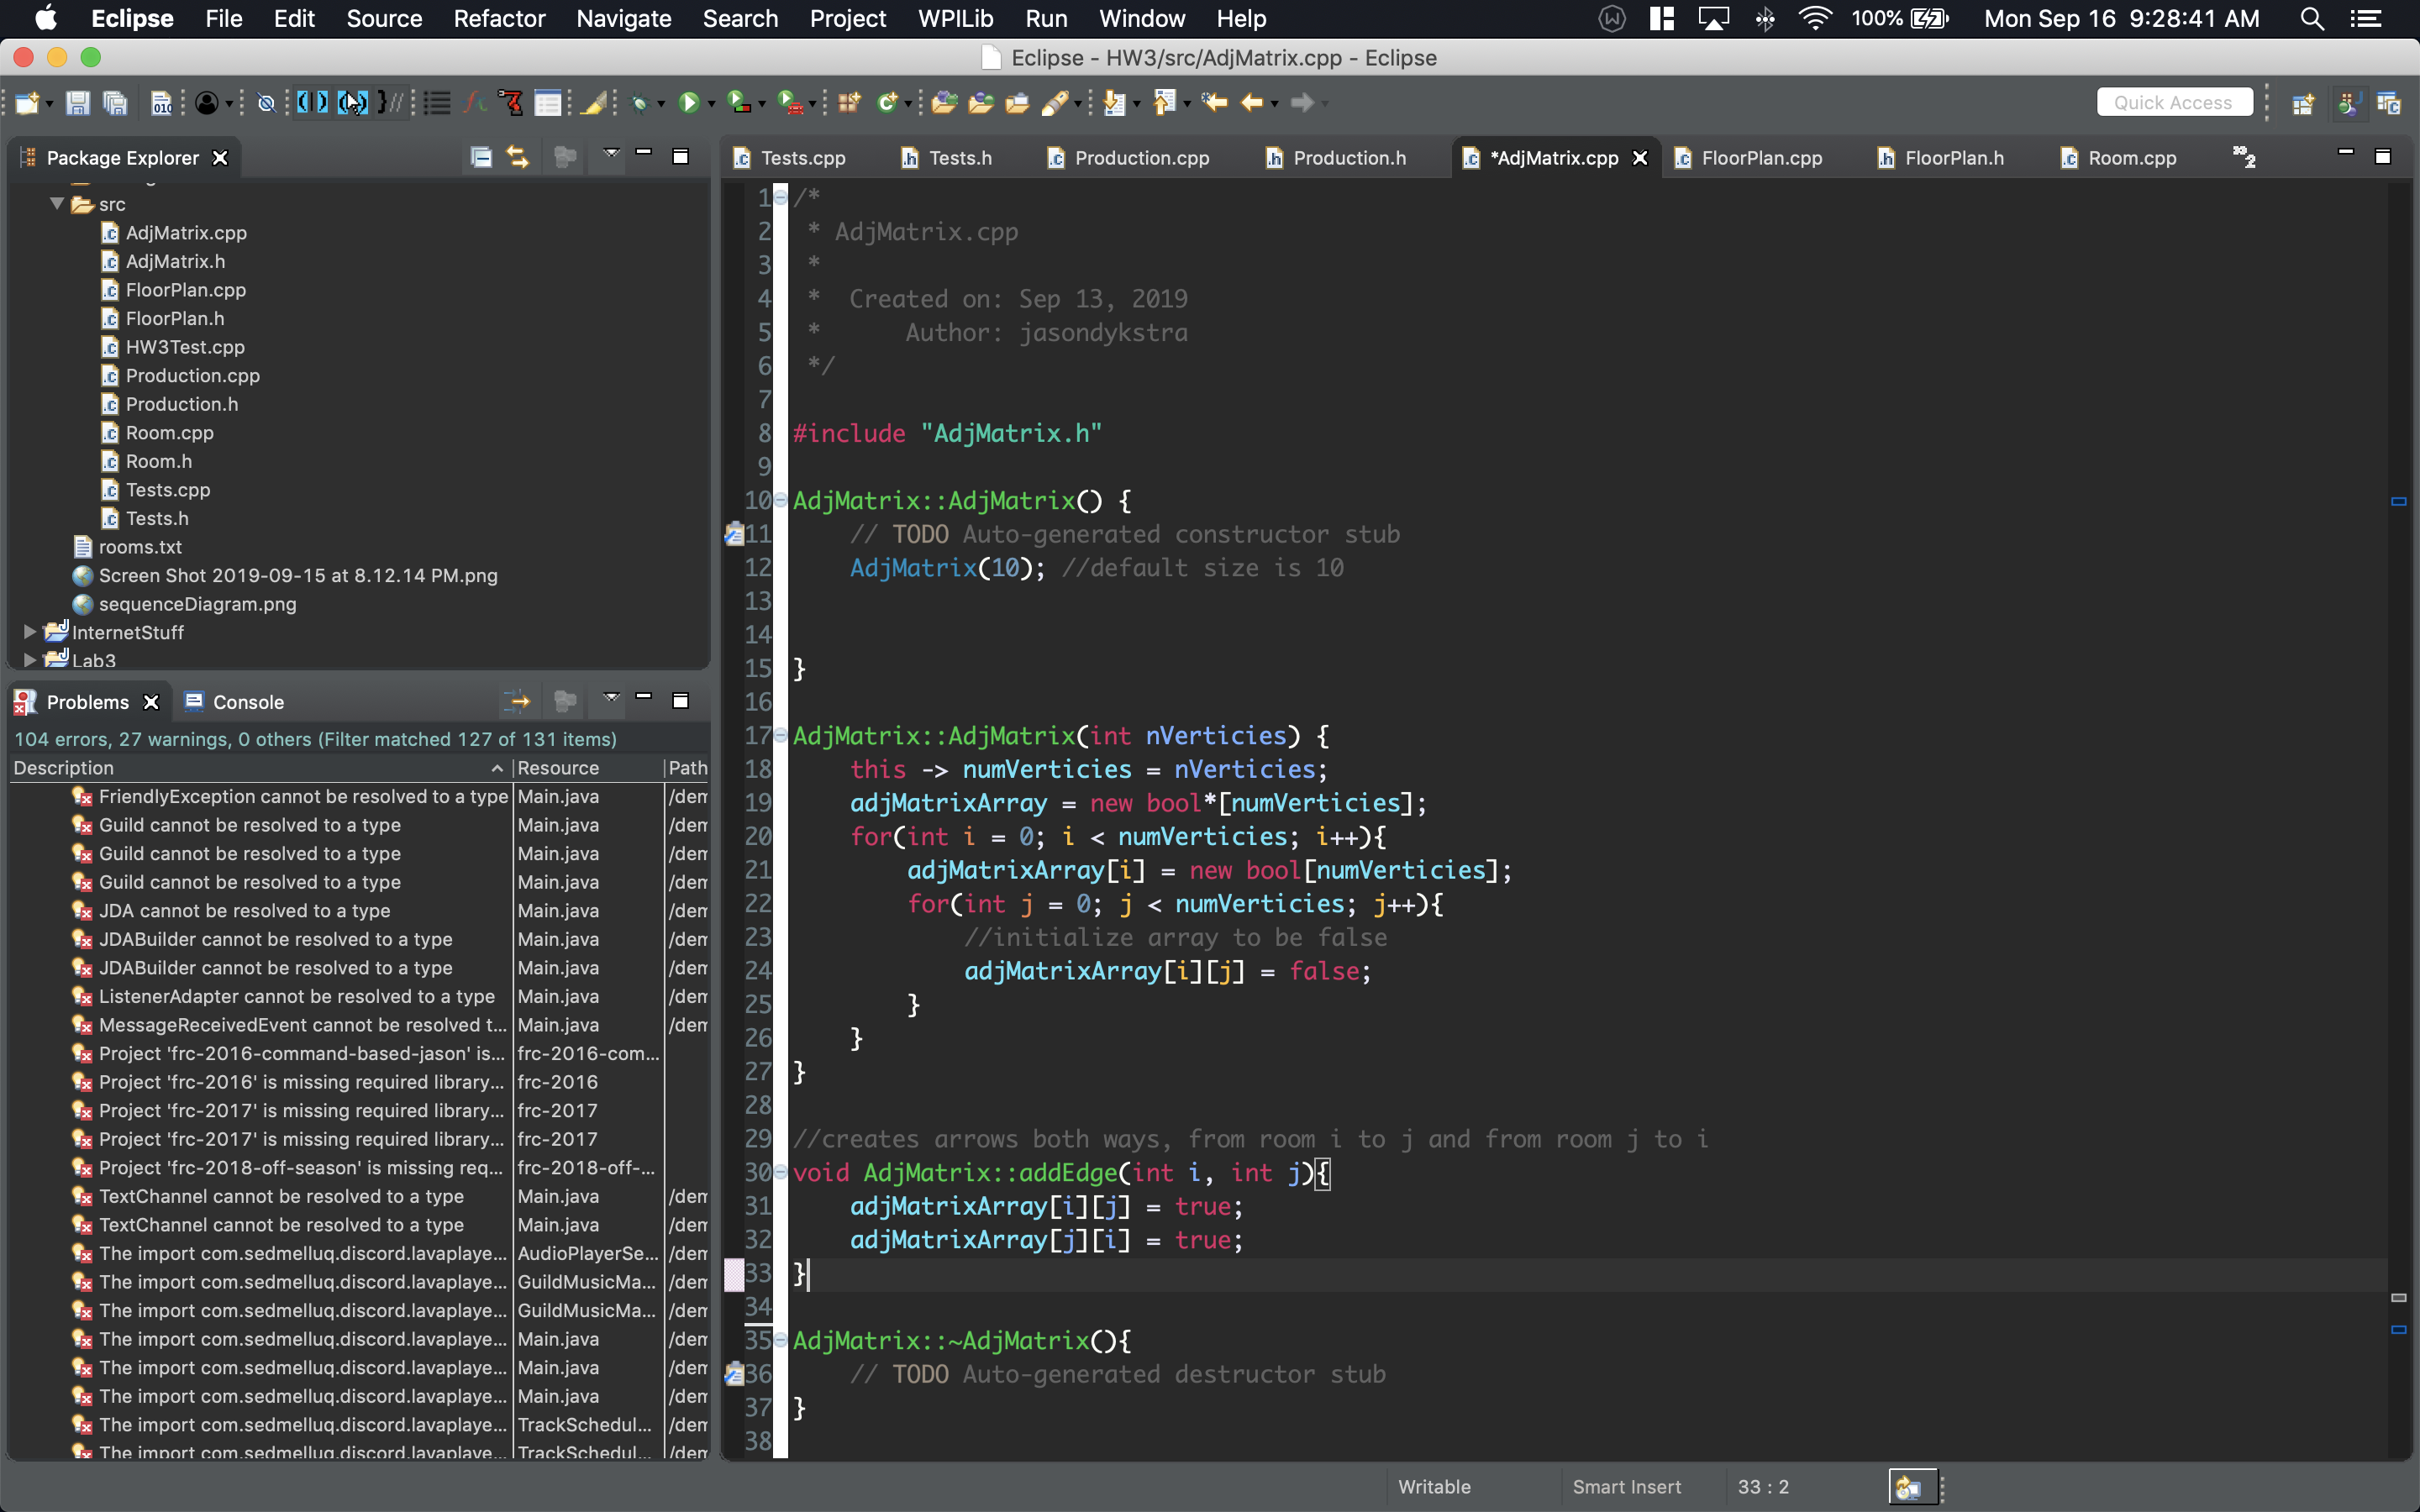 Eclipse File Edit Source Refactor Navigate Search Project WPILib Run Window Help 100% Mon Sep 16 9:28:41 AM
Eclipse - HW3/src/AdjMatrix.cpp - Eclipse
Quick Access
Package Explorer
src
AdjMatrix.cpp
AdjMatrix.h
FloorPlan.cpp
FloorPlan.h
HW3Test.cpp
Production.cpp
Production.h
Room.cpp
Room.h
Tests.cpp
Tests.h
rooms.txt
Screen Shot 2019-09-15 at 8.12.14 PM.png
sequenceDiagram.png
InternetStuff
Lab3
Problems Console
104 errors, 27 warnings, 0 others (Filter matched 127 of 131 items)
Description Resource Path
FriendlyException cannot be resolved to a type Main.java /dem
Guild cannot be resolved to a type Main.java /dem
Guild cannot be resolved to a type Main.java /dem
Guild cannot be resolved to a type Main.java /dem
JDA cannot be resolved to a type Main.java /dem
JDABuilder cannot be resolved to a type Main.java /dem
JDABuilder cannot be resolved to a type Main.java /dem
ListenerAdapter cannot be resolved to a type Main.java /dem
MessageReceivedEvent cannot be resolved t... Main.java /dem
Project 'frc-2016-command-based-jason' is... frc-2016-com...
Project 'frc-2016' is missing required library... frc-2016
Project 'frc-2017' is missing required library... frc-2017
Project 'frc-2017' is missing required library... frc-2017
Project 'frc-2018-off-season' is missing req... frc-2018-off-...
TextChannel cannot be resolved to a type Main.java /dem
TextChannel cannot be resolved to a type Main.java /dem
The import com.sedmelluq.discord.lavaplaye... AudioPlayerSe... /dem
The import com.sedmelluq.discord.lavaplaye... GuildMusicMa... /dem
The import com.sedmelluq.discord.lavaplaye... GuildMusicMa... /dem
The import com.sedmelluq.discord.lavaplaye... Main.java /dem
The import com.sedmelluq.discord.lavaplaye... Main.java /dem
The import com.sedmelluq.discord.lavaplaye... Main.java /dem
The import com.sedmelluq.discord.lavaplaye... TrackSchedul... /dem
The import com.sedmelluq.discord.lavaplaye... TrackSchedul... /dem
Tests.cpp Tests.h Production.cpp Production.h *AdjMatrix.cpp FloorPlan.cpp FloorPlan.h Room.cpp »2
1 /*
2 * AdjMatrix.cpp
3 *
4 * Created on: Sep 13, 2019
5 * Author: jasondykstra
6 */
7
8 #include "AdjMatrix.h"
9
10 AdjMatrix::AdjMatrix() {
11 // TODO Auto-generated constructor stub
12 AdjMatrix(10); //default size is 10
13
14
15 }
16
17 AdjMatrix::AdjMatrix(int nVerticies) {
18 this -> numVerticies = nVerticies;
19 adjMatrixArray = new bool*[numVerticies];
20 for(int i = 0; i < numVerticies; i++){
21 adjMatrixArray[i] = new bool[numVerticies];
22 for(int j = 0; j < numVerticies; j++){
23 //initialize array to be false
24 adjMatrixArray[i][j] = false;
25 }
26 }
27 }
28
29 //creates arrows both ways, from room i to j and from room j to i
30 void AdjMatrix::addEdge(int i, int j){
31 adjMatrixArray[i][j] = true;
32 adjMatrixArray[j][i] = true;
33 }
34
35 AdjMatrix::~AdjMatrix(){
36 // TODO Auto-generated destructor stub
37 }
38
Writable Smart Insert 33 : 2